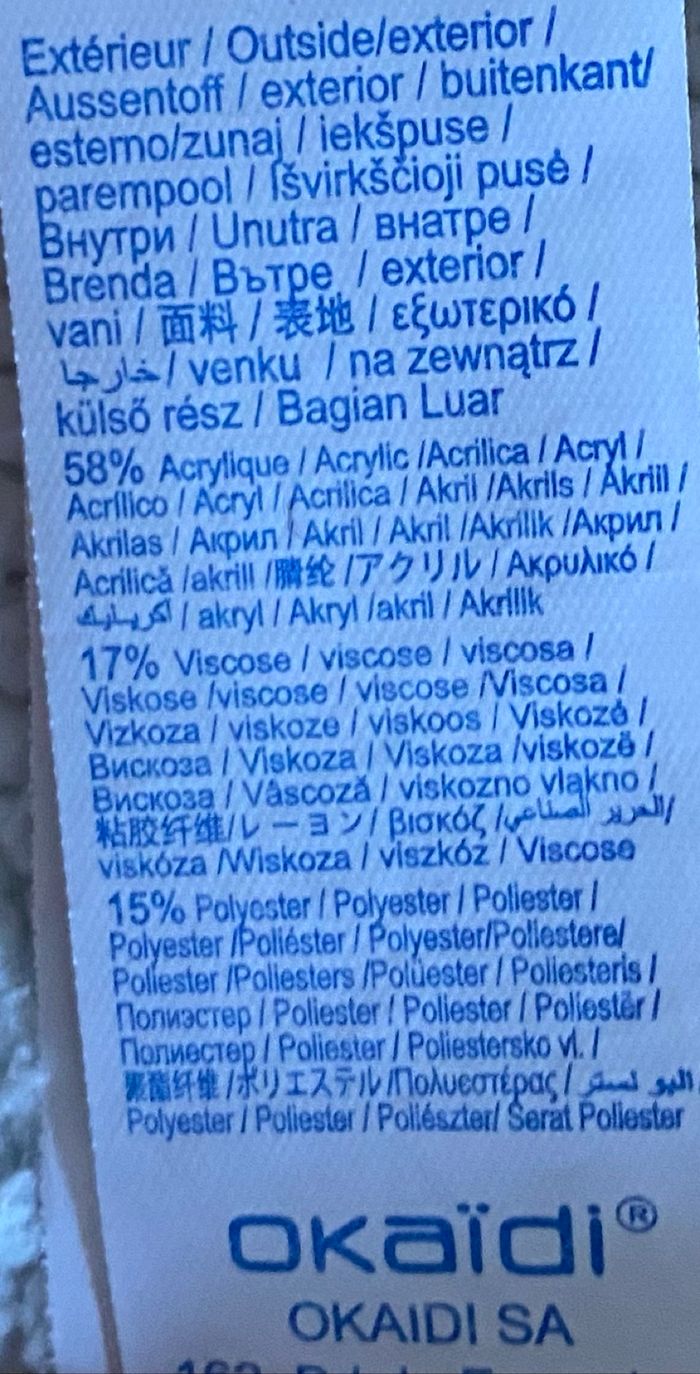 Extérieur / Outside/exterior /
Aussentoff / exterior / buitenkant/
esterno/zunaj / iekšpuse /
parempool / Išvirkščioji pusė /
Внутри / Unutra / внатре /
Brenda / Вътре / exterior /
vani / 面料 / 表地 / εξωτερικό /
خارجا / venku / na zewnątrz /
külső rész / Bagian Luar
58% Acrylique / Acrylic /Acrilica / Acryl /
Acrílico / Acryl / Acrilica / Akril /Akrils / Akrill /
Akrilas / Акрил / Akril / Akril /Akrilik /Акрил /
Acrilică /akrill /腈纶 /アクリル / Ακρυλικό /
أكريليك / akryl / Akryl /akril / Akrilik
17% Viscose / viscose / viscosa /
Viskose /viscose / viscose /Viscosa /
Vizkoza / viskoze / viskoos / Viskozė /
Вискоза / Viskoza / Viskoza /viskozë /
Вискоза / Vâscoză / viskozno vlakno /
粘胶纤维/レーヨン/ βισκόζ /الحرير الصناعي/
viskóza /Wiskoza / viszkóz / Viscose
15% Polyester / Polyester / Poliester /
Polyester /Poliéster / Polyester/Poliestere/
Poliester /Poliesters /Polüester / Poliesteris /
Полиэстер / Poliester / Poliester / Poliestër /
Полиестер / Poliester / Poliestersko vl. /
聚酯纤维 /ポリエステル /Πολυεστέρας / البو لستر
Polyester / Poliester / Poliészter/ Serat Poliester
okaïdi®
OKAIDI SA